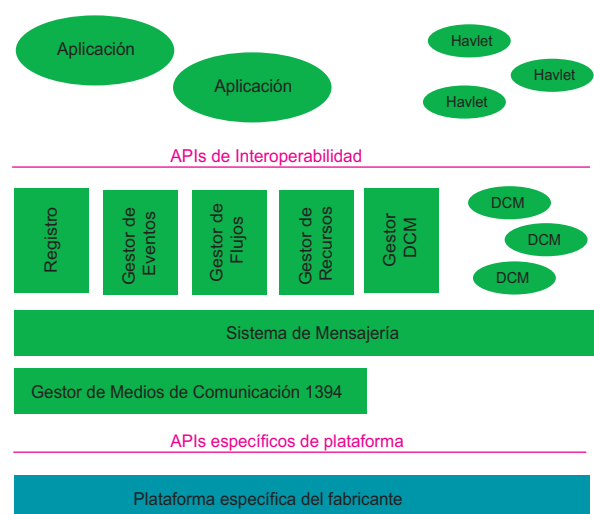 Aplicación
Aplicación
Havlet
Havlet
Havlet
APIs de Interoperabilidad
Registro
Gestor de
Eventos
Gestor de
Flujos
Gestor de
Recursos
Gestor
DCM
DCM
DCM
DCM
Sistema de Mensajería
Gestor de Medios de Comunicación 1394
APIs específicos de plataforma
Plataforma específica del fabricante